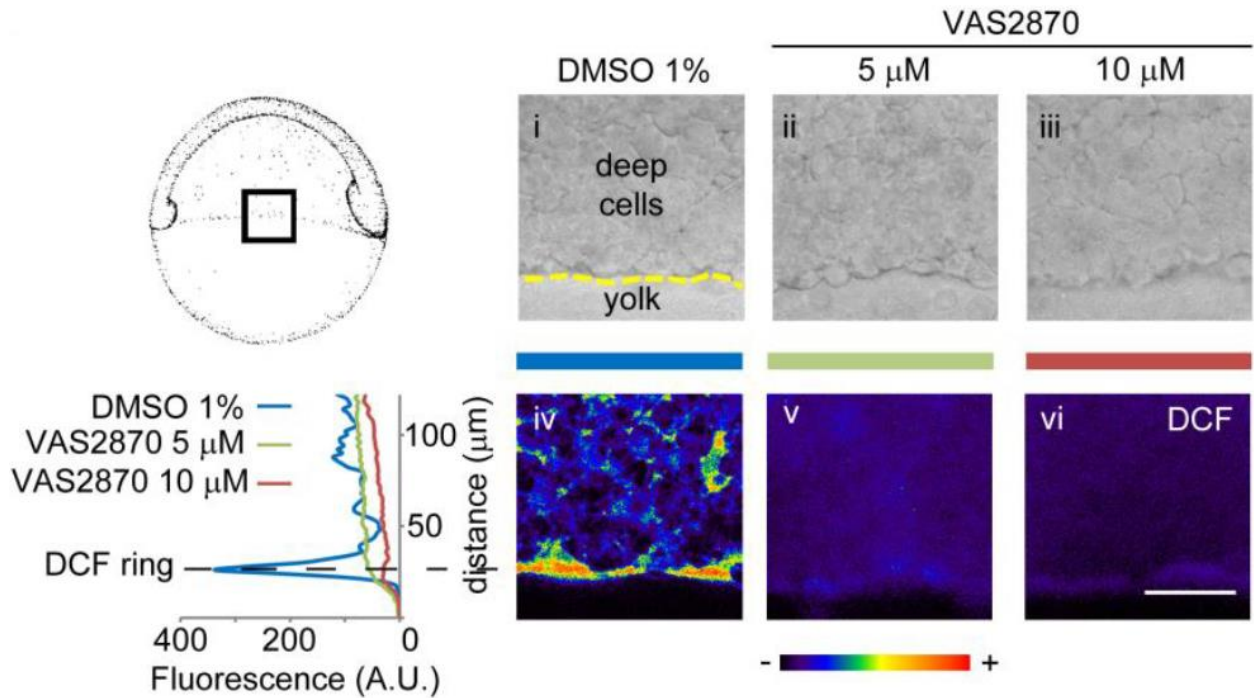 VAS2870
DMSO 1%
5 μM
10 μM
i
ii
iii
deep
cells
yolk
DMSO 1%
VAS2870 5 μM
VAS2870 10 μM
100
50
distance (μm)
DCF ring
400
200
0
Fluorescence (A.U.)
iv
v
vi
DCF
-
+